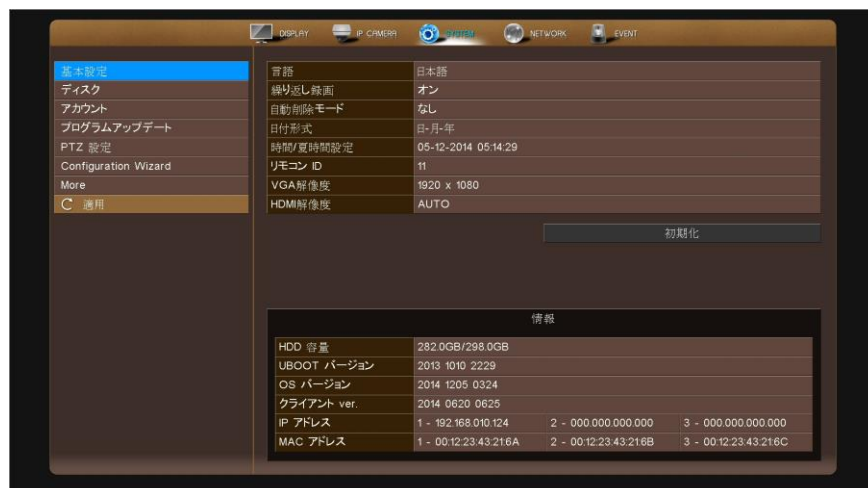 DISPLAY IP CAMERA SYSTEM NETWORK EVENT
基本設定
ディスク
アカウント
プログラムアップデート
PTZ 設定
Configuration Wizard
More
適用
言語 日本語
繰り返し録画 オン
自動削除モード なし
日付形式 日-月-年
時間/夏時間設定 05-12-2014 05:14:29
リモコン ID 11
VGA解像度 1920 x 1080
HDMI解像度 AUTO
初期化
情報
HDD 容量 282.0GB/298.0GB
UBOOT バージョン 2013 1010 2229
OS バージョン 2014 1205 0324
クライアント ver. 2014 0620 0625
IP アドレス 1 - 192.168.010.124 2 - 000.000.000.000 3 - 000.000.000.000
MAC アドレス 1 - 00:12:23:43:21:6A 2 - 00:12:23:43:21:6B 3 - 00:12:23:43:21:6C